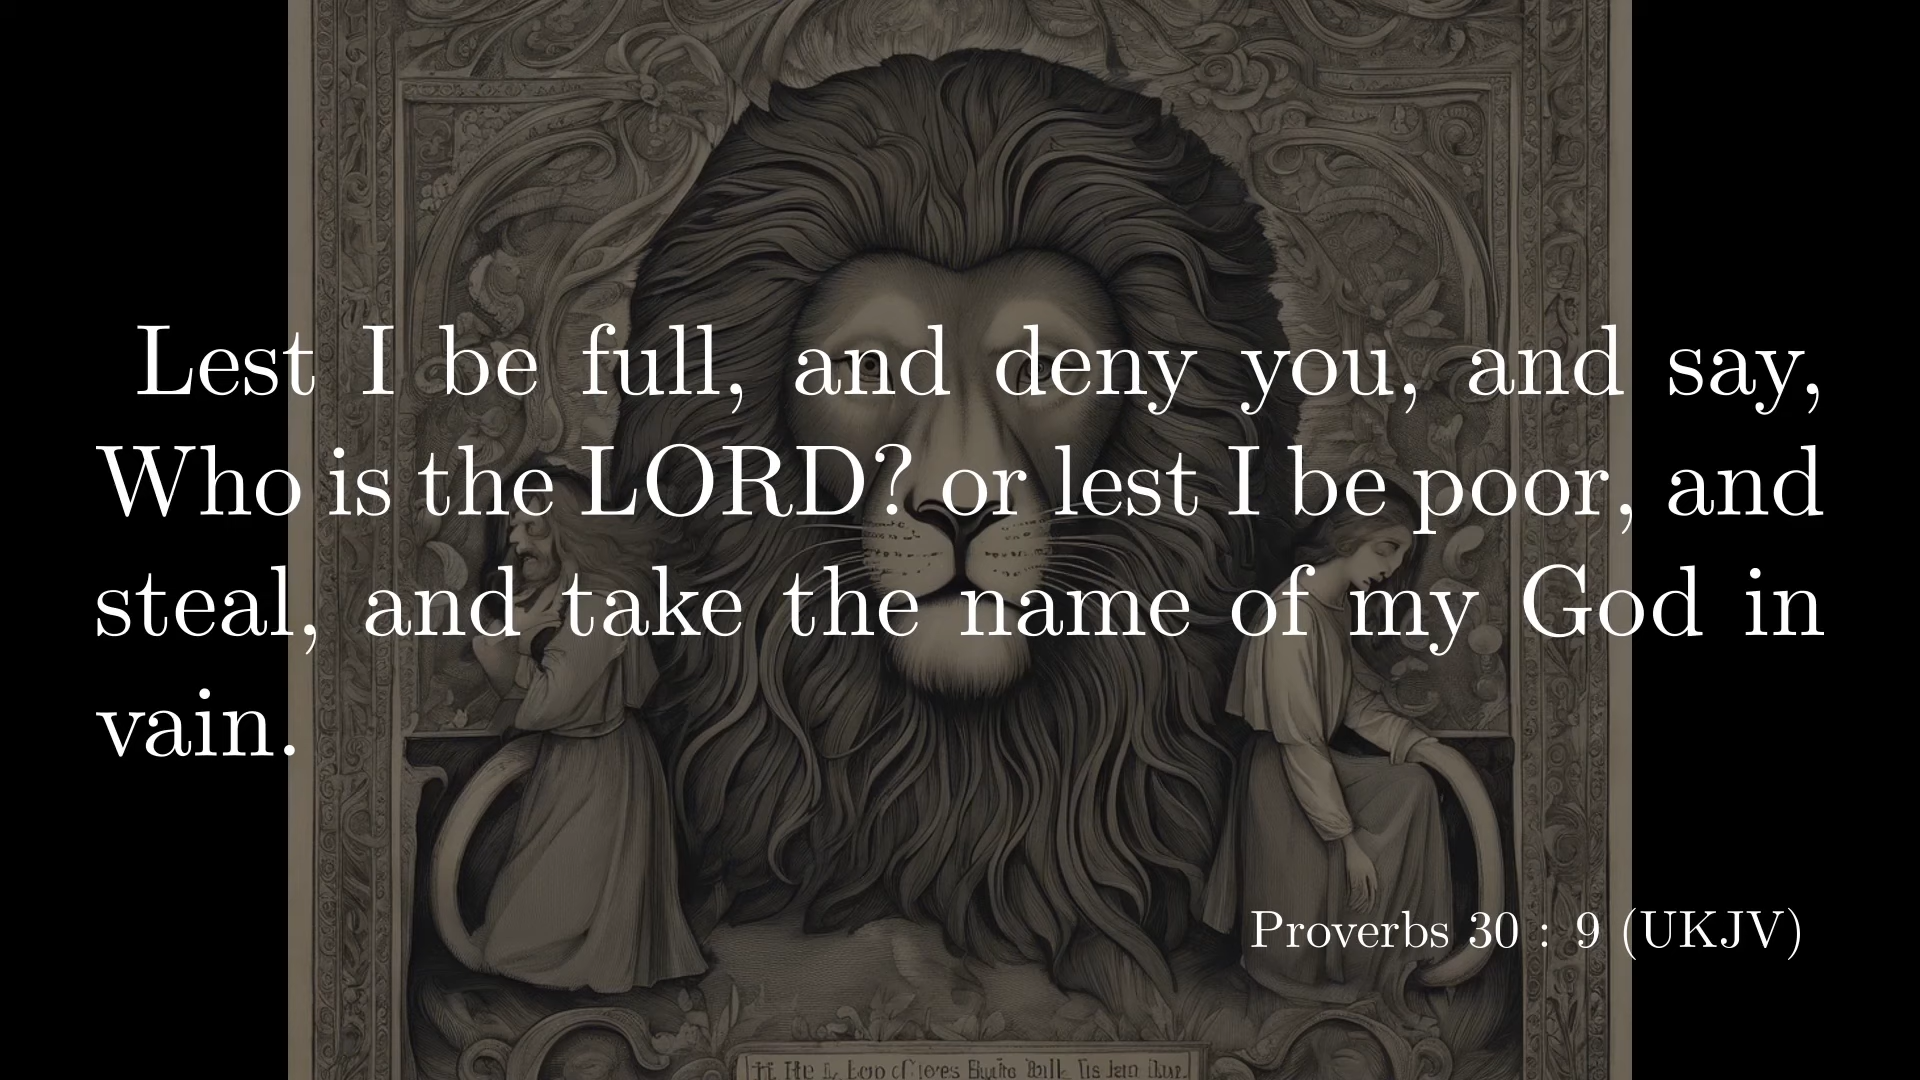 Lest I be full, and deny you, and say,
Who is the LORD? or lest I be poor, and
steal, and take the name of my God in
vain.
Proverbs 30 : 9 (UKJV)